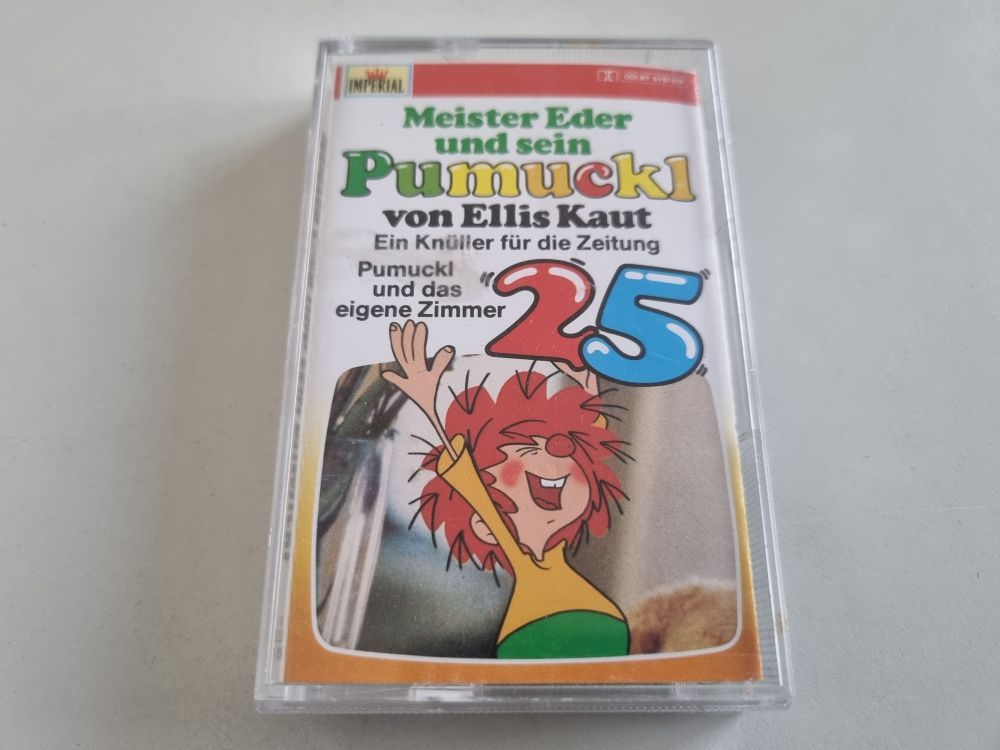 IMPERIAL
DOLBY SYSTEM
Meister Eder
und sein
Pumuckl
von Ellis Kaut
Ein Knüller für die Zeitung
Pumuckl
und das
eigene Zimmer
25